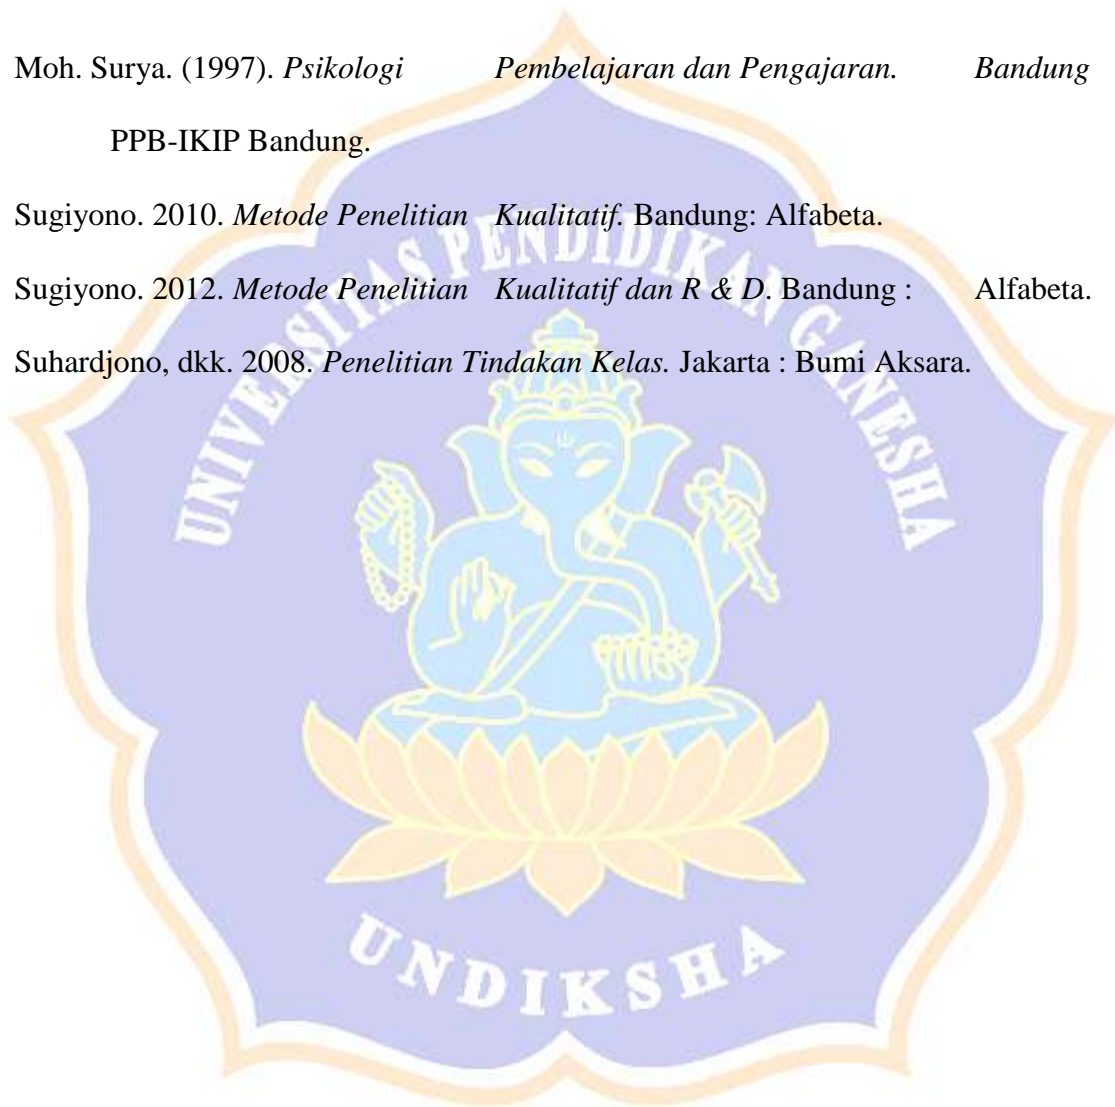 Moh. Surya. (1997). Psikologi Pembelajaran dan Pengajaran. Bandung
PPB-IKIP Bandung.
Sugiyono. 2010. Metode Penelitian Kualitatif. Bandung: Alfabeta.
Sugiyono. 2012. Metode Penelitian Kualitatif dan R & D. Bandung : Alfabeta.
Suhardjono, dkk. 2008. Penelitian Tindakan Kelas. Jakarta : Bumi Aksara.
UNIVERSITAS PENDIDIKAN GANESHA
UNDIKSHA